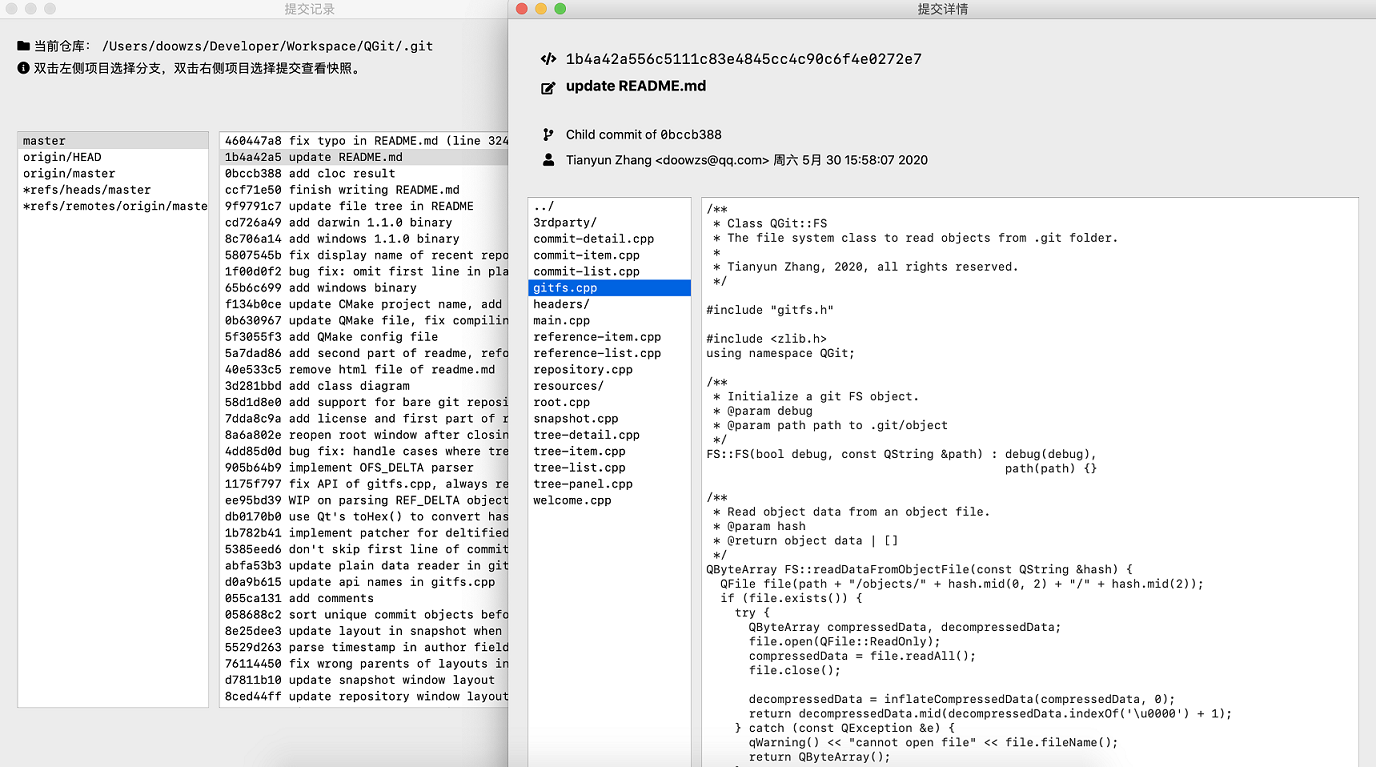 提交记录
当前仓库： /Users/doowzs/Developer/Workspace/QGit/.git
双击左侧项目选择分支，双击右侧项目选择提交查看快照。
master
origin/HEAD
origin/master
*refs/heads/master
*refs/remotes/origin/maste
460447a8 fix typo in README.md (line 324
1b4a42a5 update README.md
0bccb388 add cloc result
ccf71e50 finish writing README.md
9f9791c7 update file tree in README
cd726a49 add darwin 1.1.0 binary
8c706a14 add windows 1.1.0 binary
5807545b fix display name of recent repo
1f00d0f2 bug fix: omit first line in pla
65b6c699 add windows binary
f134b0ce update CMake project name, add
0b630967 update QMake file, fix compilin
5f3055f3 add QMake config file
5a7dad86 add second part of readme, refo
40e533c5 remove html file of readme.md
3d281bbd add class diagram
58d1d8e0 add support for bare git reposi
7dda8c9a add license and first part of r
8a6a802e reopen root window after closin
4dd85d0d bug fix: handle cases where tre
905b64b9 implement OFS_DELTA parser
1175f797 fix API of gitfs.cpp, always re
ee95bd39 WIP on parsing REF_DELTA object
db0170b0 use Qt's toHex() to convert has
1b782b41 implement patcher for deltified
5385eed6 don't skip first line of commit
abfa53b3 update plain data reader in git
d0a9b615 update api names in gitfs.cpp
055ca131 add comments
058688c2 sort unique commit objects befo
8e25dee3 update layout in snapshot when
5529d263 parse timestamp in author field
76114450 fix wrong parents of layouts in
d7811b10 update snapshot window layout
8ced44ff update repository window layout
提交详情
1b4a42a556c5111c83e4845cc4c90c6f4e0272e7
update README.md
Child commit of 0bccb388
Tianyun Zhang <doowzs@qq.com> 周六 5月 30 15:58:07 2020
../
3rdparty/
commit-detail.cpp
commit-item.cpp
commit-list.cpp
gitfs.cpp
headers/
main.cpp
reference-item.cpp
reference-list.cpp
repository.cpp
resources/
root.cpp
snapshot.cpp
tree-detail.cpp
tree-item.cpp
tree-list.cpp
tree-panel.cpp
welcome.cpp
/**
 * Class QGit::FS
 * The file system class to read objects from .git folder.
 *
 * Tianyun Zhang, 2020, all rights reserved.
 */
#include "gitfs.h"
#include <zlib.h>
using namespace QGit;
/**
 * Initialize a git FS object.
 * @param debug
 * @param path path to .git/object
 */
FS::FS(bool debug, const QString &path) : debug(debug),
                                          path(path) {}
/**
 * Read object data from an object file.
 * @param hash
 * @return object data | []
 */
QByteArray FS::readDataFromObjectFile(const QString &hash) {
  QFile file(path + "/objects/" + hash.mid(0, 2) + "/" + hash.mid(2));
  if (file.exists()) {
    try {
      QByteArray compressedData, decompressedData;
      file.open(QFile::ReadOnly);
      compressedData = file.readAll();
      file.close();
      decompressedData = inflateCompressedData(compressedData, 0);
      return decompressedData.mid(decompressedData.indexOf('\u0000') + 1);
    } catch (const QException &e) {
      qWarning() << "cannot open file" << file.fileName();
      return QByteArray();